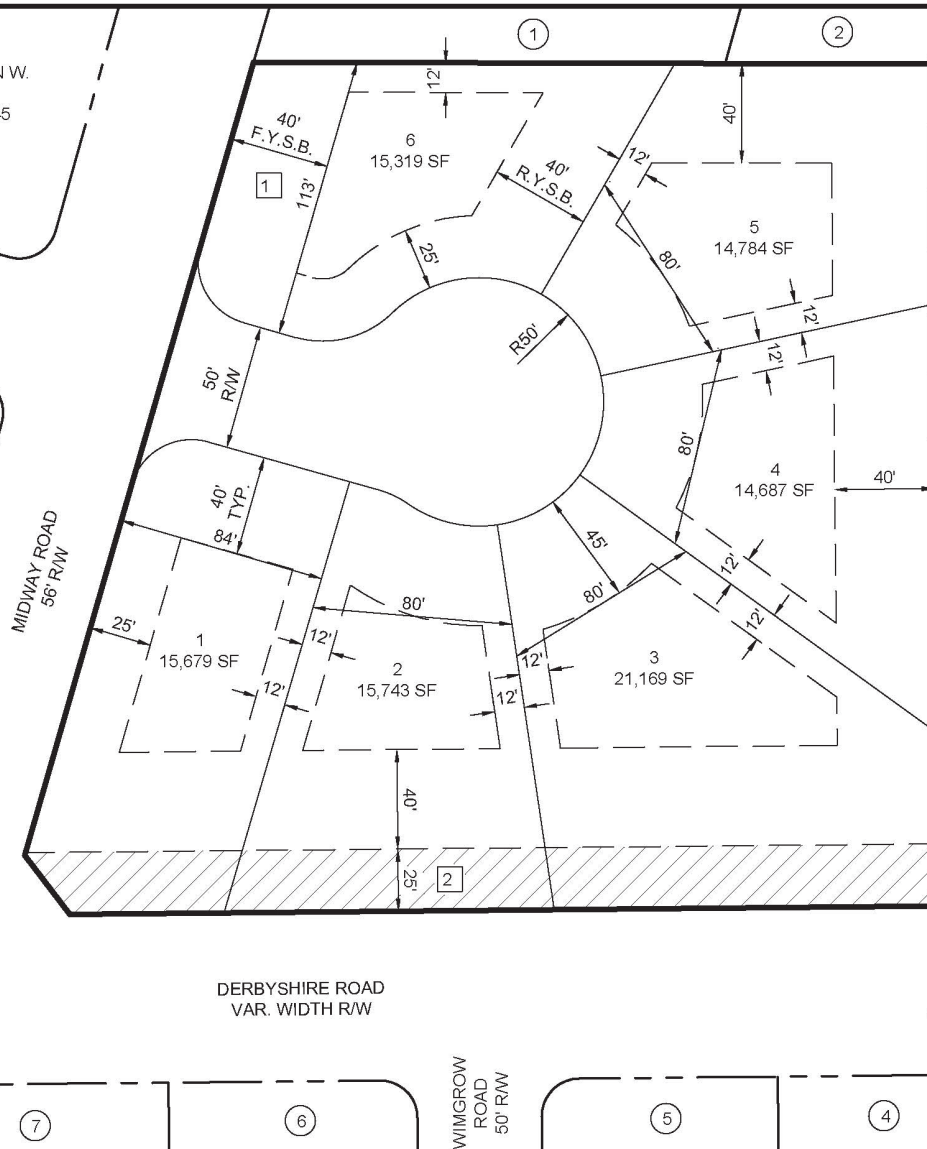 1
2
N W.
5
12'
40'
F.Y.S.B.
1
113'
6
15,319 SF
40'
R.Y.S.B.
12'
40'
5
14,784 SF
25'
80'
R50'
12'
12'
50'
R/W
80'
4
14,687 SF
40'
40'
TYP.
84'
45'
80'
12'
12'
MIDWAY ROAD
56' R/W
25'
1
15,679 SF
12'
12'
80'
2
15,743 SF
12'
12'
3
21,169 SF
40'
25'
2
DERBYSHIRE ROAD
VAR. WIDTH R/W
WIMGROW
ROAD
50' R/W
7
6
5
4